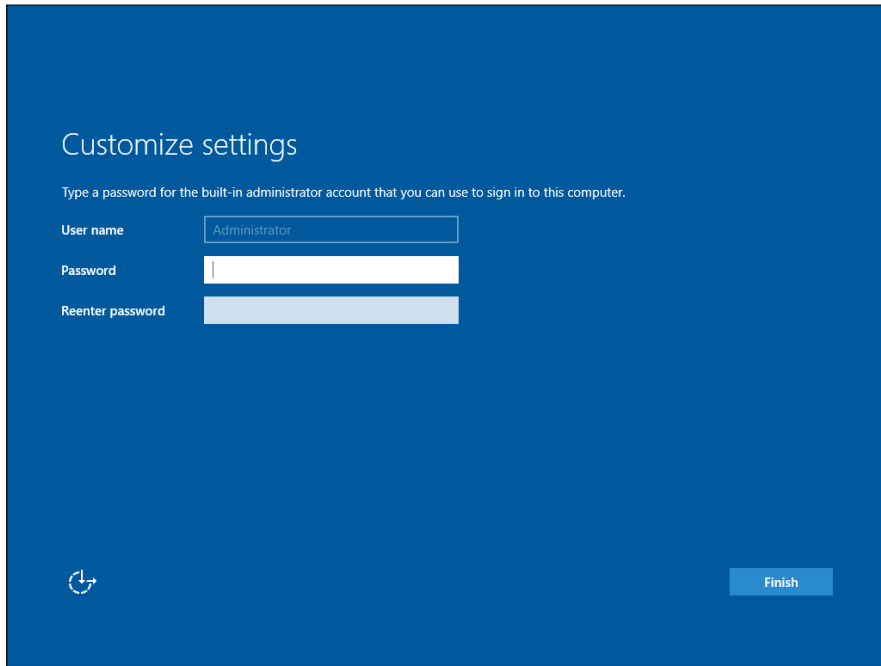 Customize settings
Type a password for the built-in administrator account that you can use to sign in to this computer.
User name Administrator
Password
Reenter password
Finish